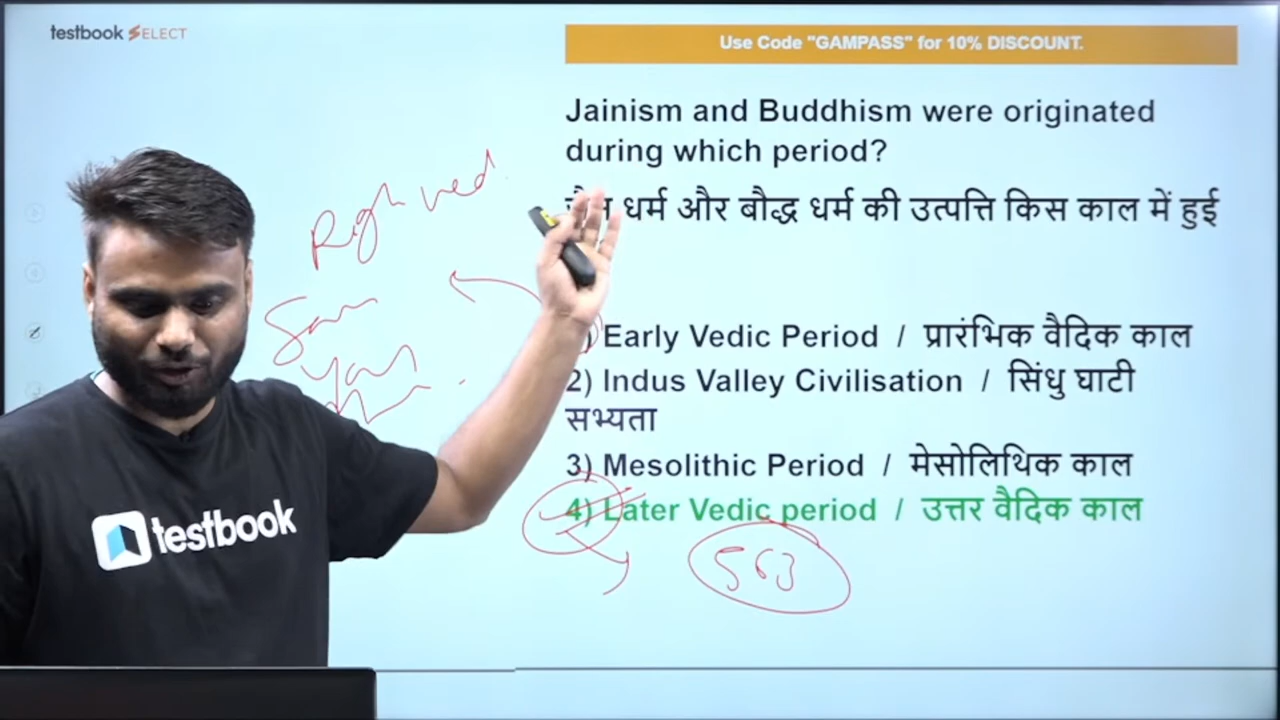 testbook SELECT
Use Code "GAMPASS" for 10% DISCOUNT.
Jainism and Buddhism were originated
during which period?
धर्म और बौद्ध धर्म की उत्पत्ति किस काल में हुई
Righ ved
Sam
) Early Vedic Period / प्रारंभिक वैदिक काल
2) Indus Valley Civilisation / सिंधु घाटी
सभ्यता
3) Mesolithic Period / मेसोलिथिक काल
4) Later Vedic period / उत्तर वैदिक काल
563
testbook